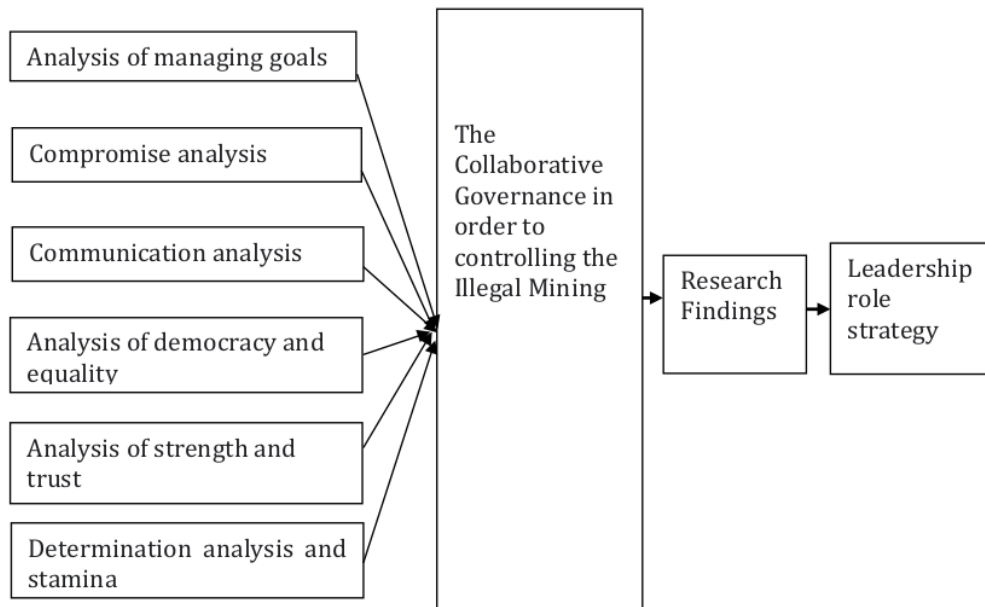 Analysis of managing goals
Compromise analysis
Communication analysis
Analysis of democracy and
equality
Analysis of strength and
trust
Determination analysis and
stamina
The
Collaborative
Governance in
order to
controlling the
Illegal Mining
Research
Findings
Leadership
role
strategy